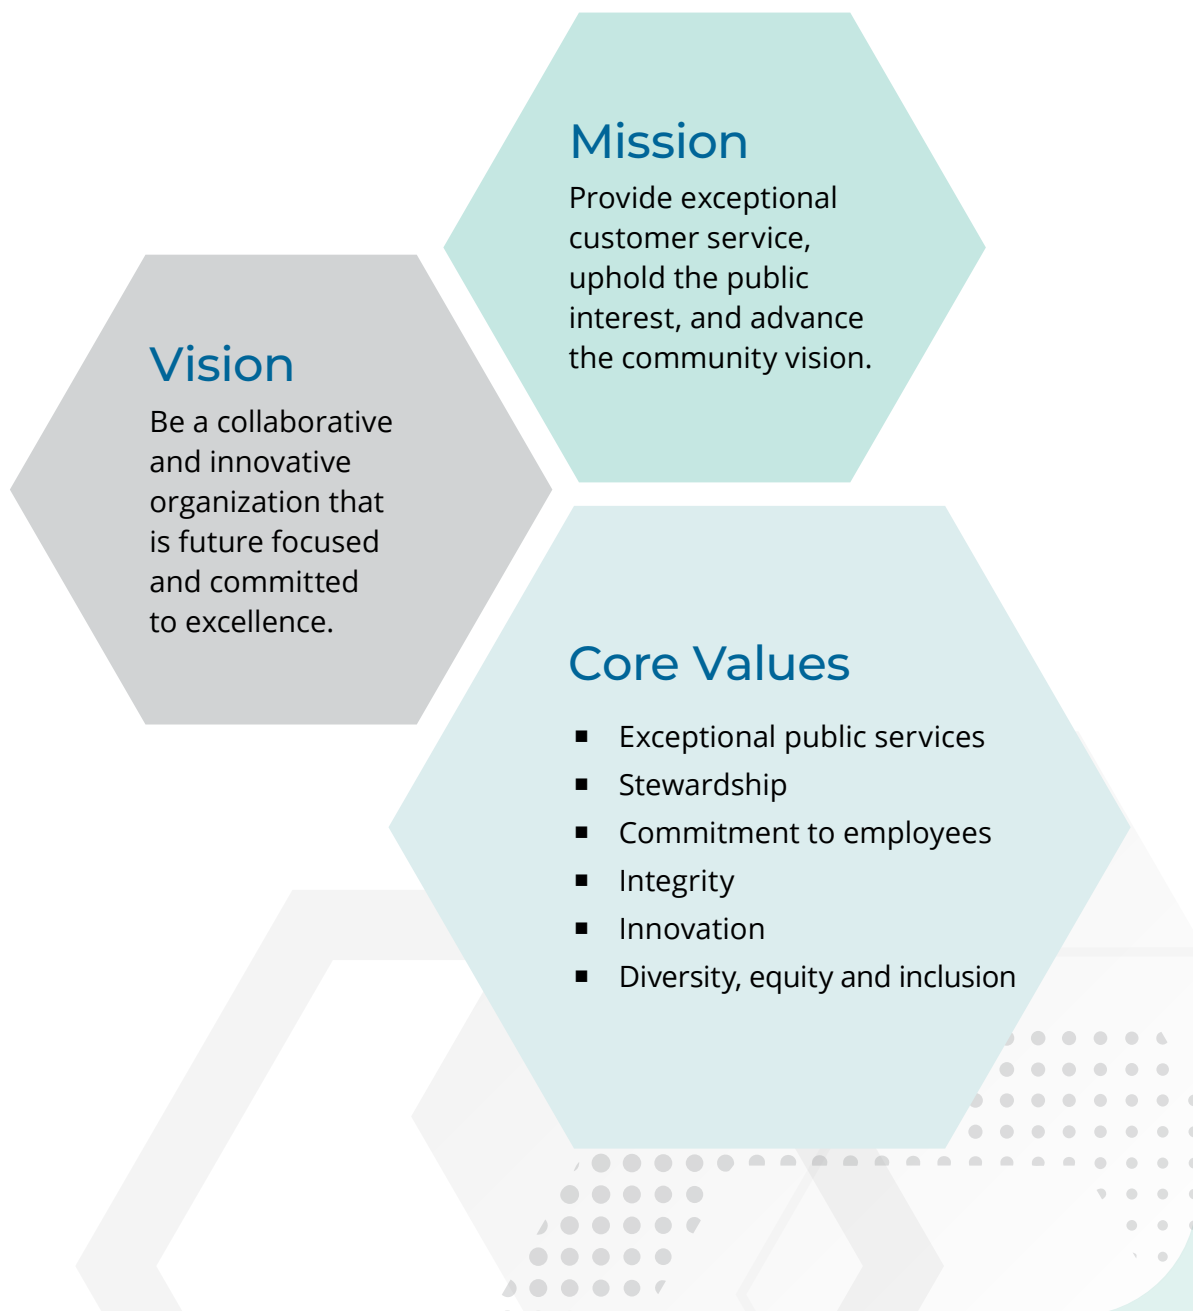 Mission
Provide exceptional
customer service,
uphold the public
interest, and advance
the community vision.
Vision
Be a collaborative
and innovative
organization that
is future focused
and committed
to excellence.
Core Values
▪ Exceptional public services
▪ Stewardship
▪ Commitment to employees
▪ Integrity
▪ Innovation
▪ Diversity, equity and inclusion